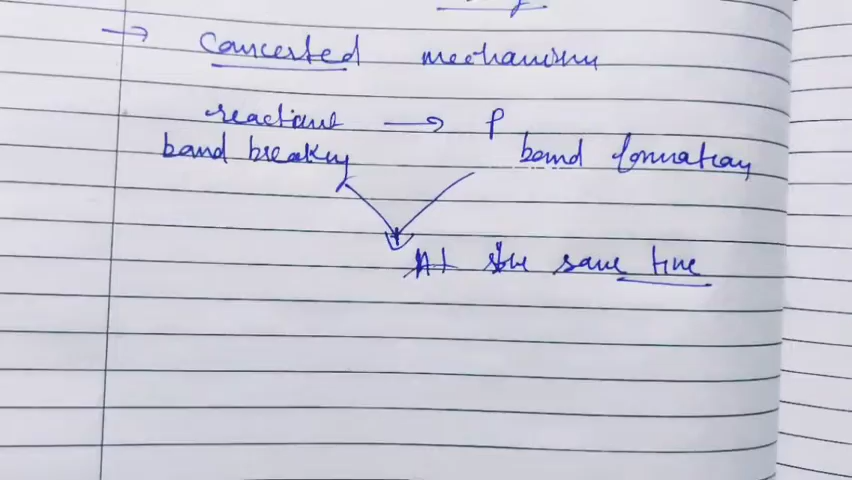 → Concerted mechanism
reactant → P
bond breaking bond formation
At the same time